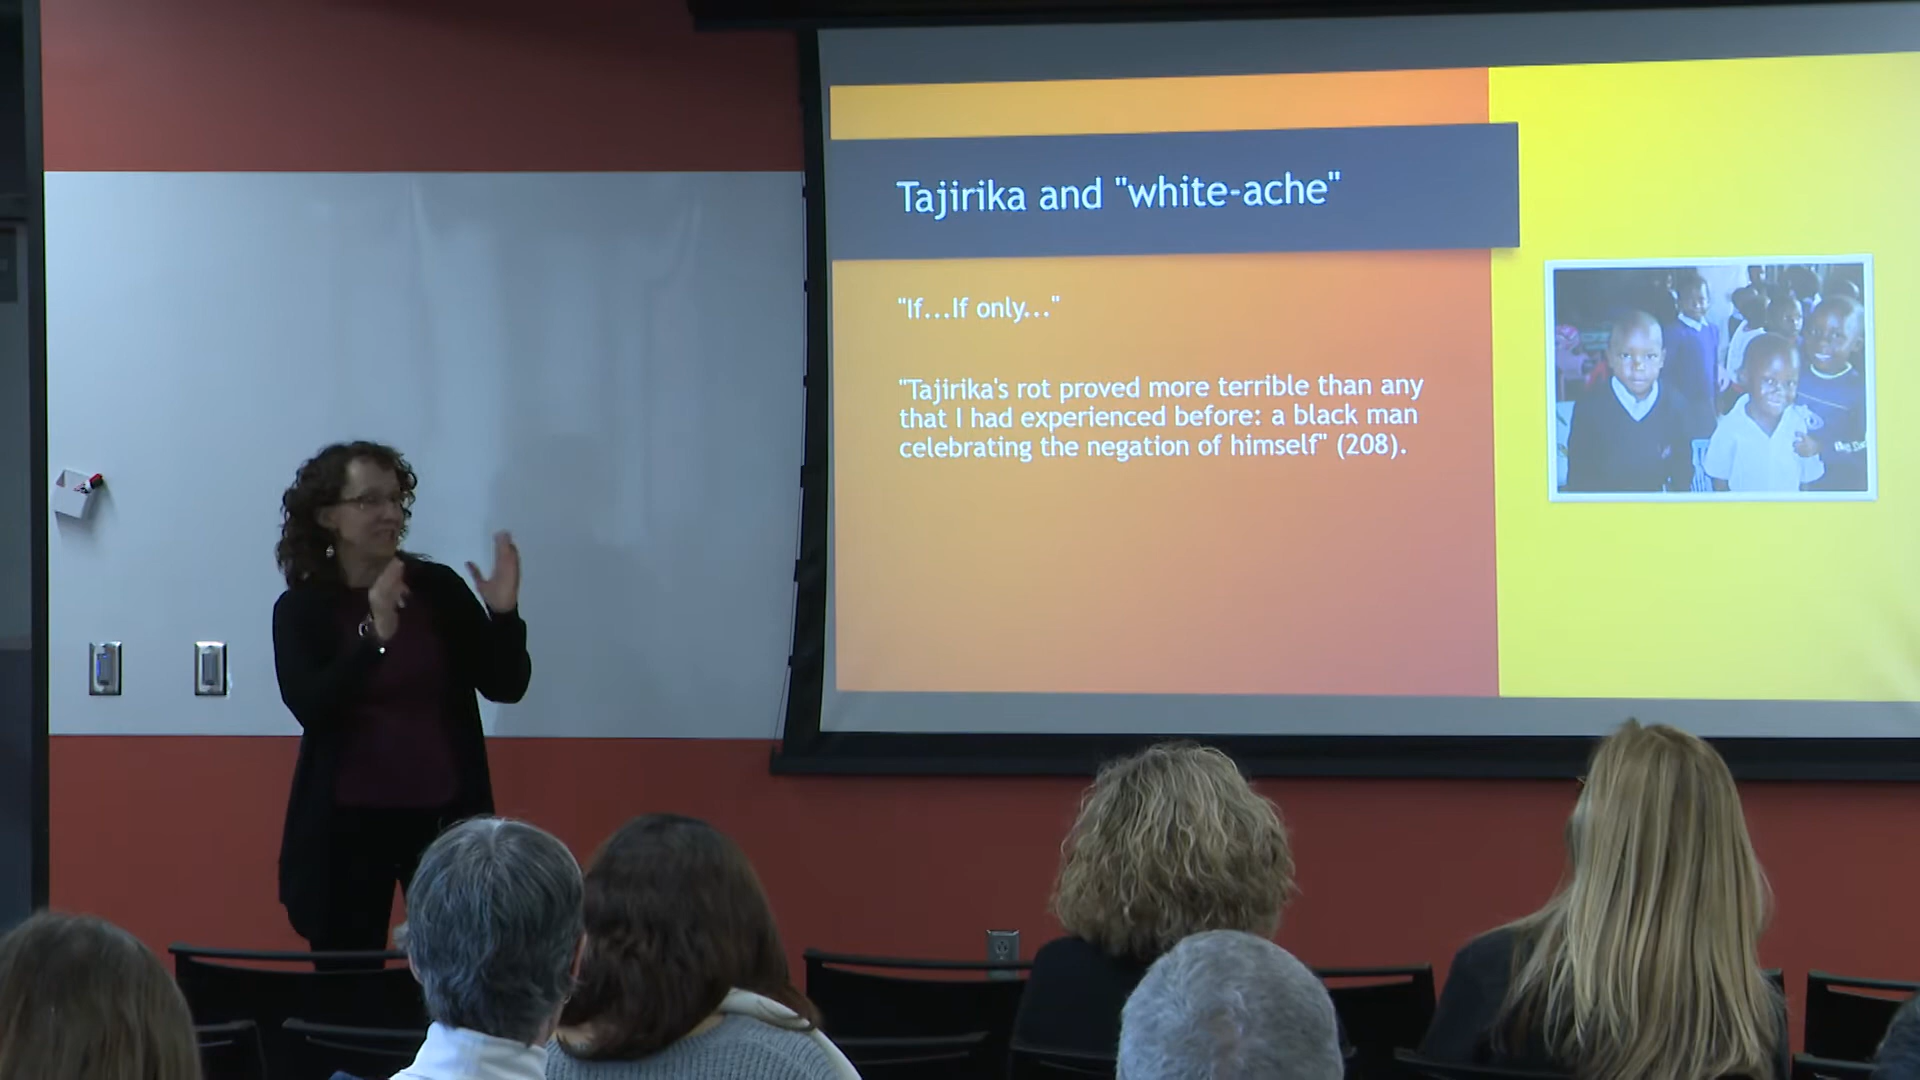 Tajirika and "white-ache"
"If...If only..."
"Tajirika's rot proved more terrible than any
that I had experienced before: a black man
celebrating the negation of himself" (208).